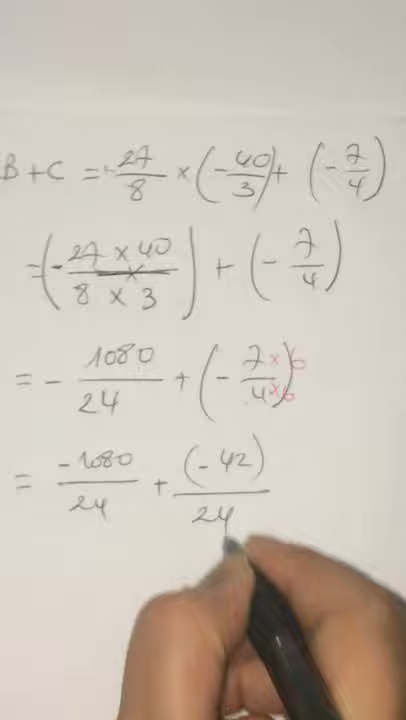 B + C = -27/8 × (-40/3) + (-7/4)
= (-27 × 40 / 8 × 3) + (-7/4)
= - 1080/24 + (-7×6/4×6)
= -1080/24 + (-42)/24